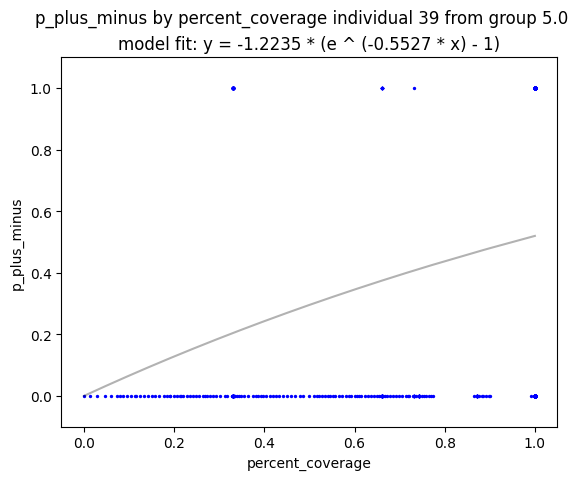 p_plus_minus by percent_coverage individual 39 from group 5.0
model fit: y = -1.2235 * (e ^ (-0.5527 * x) - 1)
1.0
0.8
0.6
0.4
0.2
0.0
p_plus_minus
0.0 0.2 0.4 0.6 0.8 1.0
percent_coverage